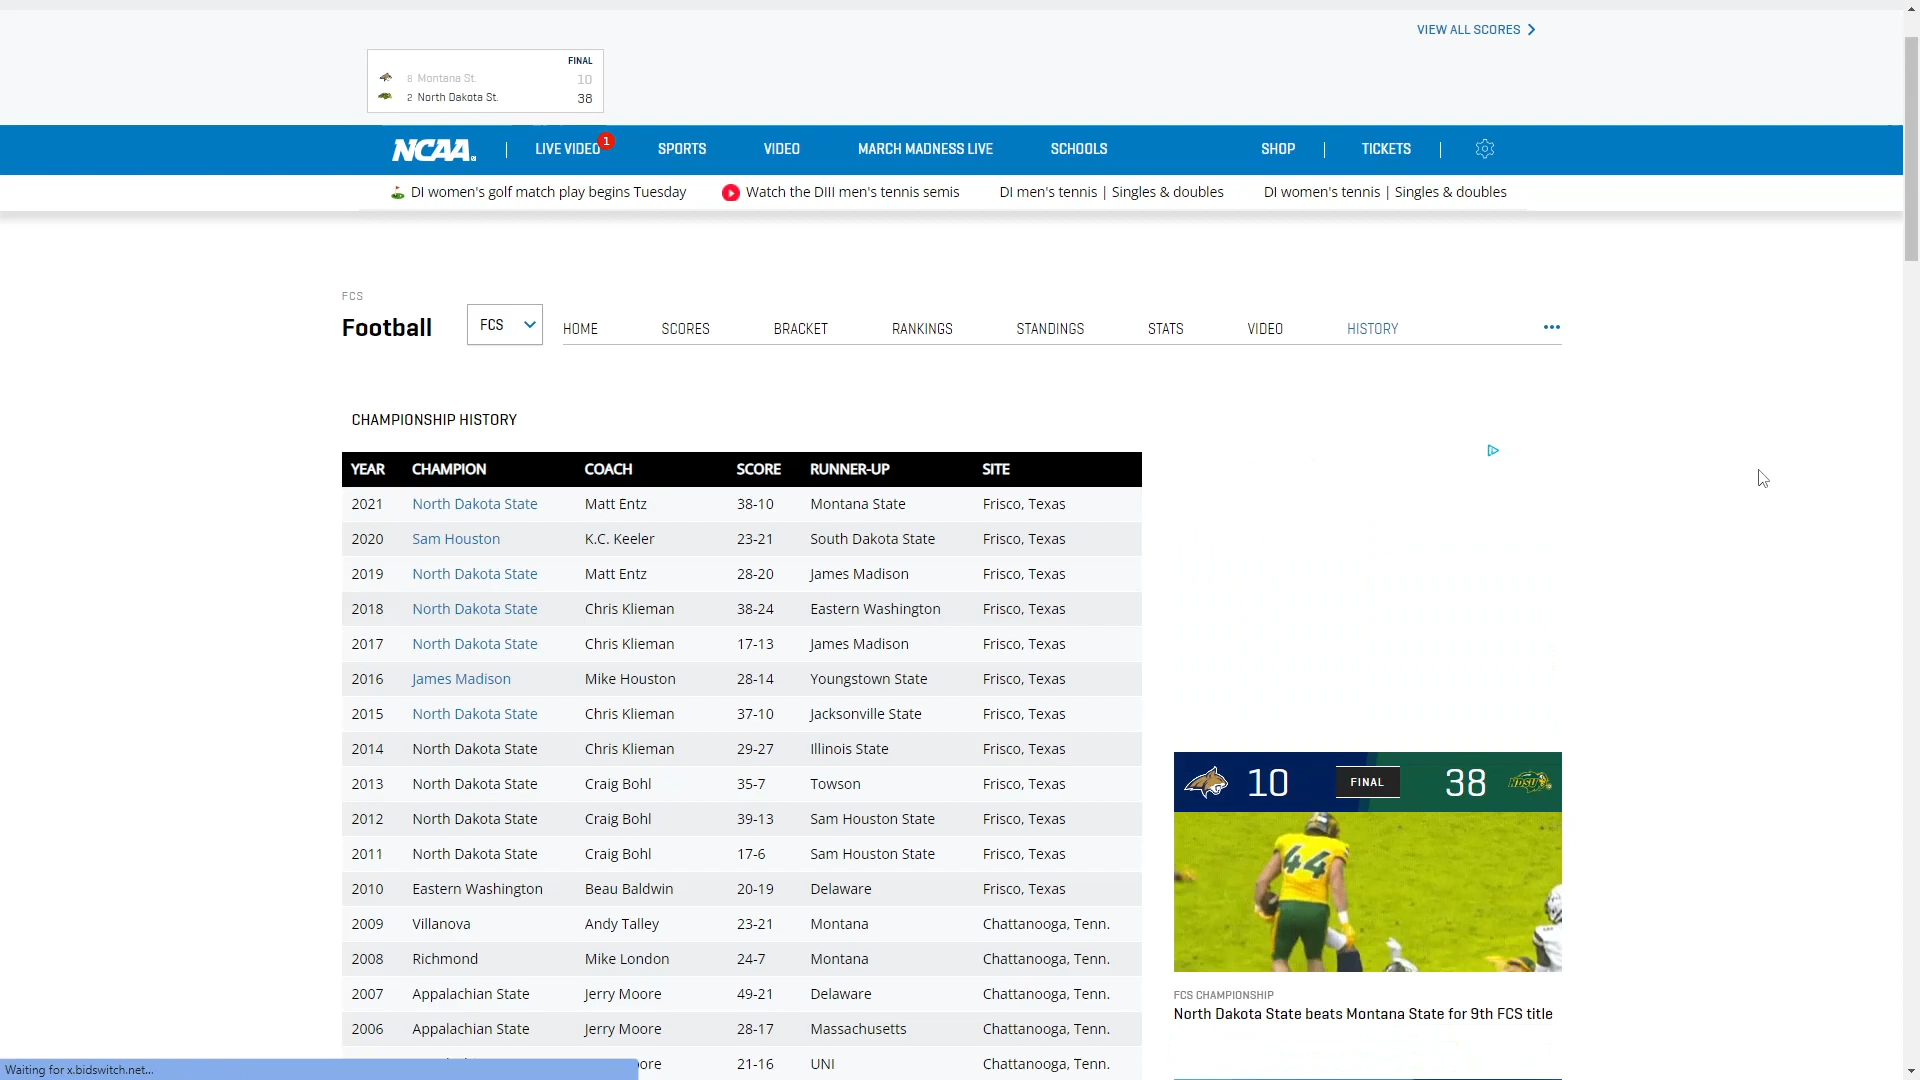 VIEW ALL SCORES
FINAL
8 Montana St. 10
2 North Dakota St. 38
NCAA LIVE VIDEO 1 SPORTS VIDEO MARCH MADNESS LIVE SCHOOLS SHOP TICKETS
DI women's golf match play begins Tuesday Watch the DIII men's tennis semis DI men's tennis | Singles & doubles DI women's tennis | Singles & doubles
FCS
Football FCS HOME SCORES BRACKET RANKINGS STANDINGS STATS VIDEO HISTORY
CHAMPIONSHIP HISTORY
YEAR CHAMPION COACH SCORE RUNNER-UP SITE
2021 North Dakota State Matt Entz 38-10 Montana State Frisco, Texas
2020 Sam Houston K.C. Keeler 23-21 South Dakota State Frisco, Texas
2019 North Dakota State Matt Entz 28-20 James Madison Frisco, Texas
2018 North Dakota State Chris Klieman 38-24 Eastern Washington Frisco, Texas
2017 North Dakota State Chris Klieman 17-13 James Madison Frisco, Texas
2016 James Madison Mike Houston 28-14 Youngstown State Frisco, Texas
2015 North Dakota State Chris Klieman 37-10 Jacksonville State Frisco, Texas
2014 North Dakota State Chris Klieman 29-27 Illinois State Frisco, Texas
2013 North Dakota State Craig Bohl 35-7 Towson Frisco, Texas
2012 North Dakota State Craig Bohl 39-13 Sam Houston State Frisco, Texas
2011 North Dakota State Craig Bohl 17-6 Sam Houston State Frisco, Texas
2010 Eastern Washington Beau Baldwin 20-19 Delaware Frisco, Texas
2009 Villanova Andy Talley 23-21 Montana Chattanooga, Tenn.
2008 Richmond Mike London 24-7 Montana Chattanooga, Tenn.
2007 Appalachian State Jerry Moore 49-21 Delaware Chattanooga, Tenn.
2006 Appalachian State Jerry Moore 28-17 Massachusetts Chattanooga, Tenn.
oore 21-16 UNI Chattanooga, Tenn.
10 FINAL 38 NDSU
44
FCS CHAMPIONSHIP
North Dakota State beats Montana State for 9th FCS title
Waiting for x.bidswitch.net...